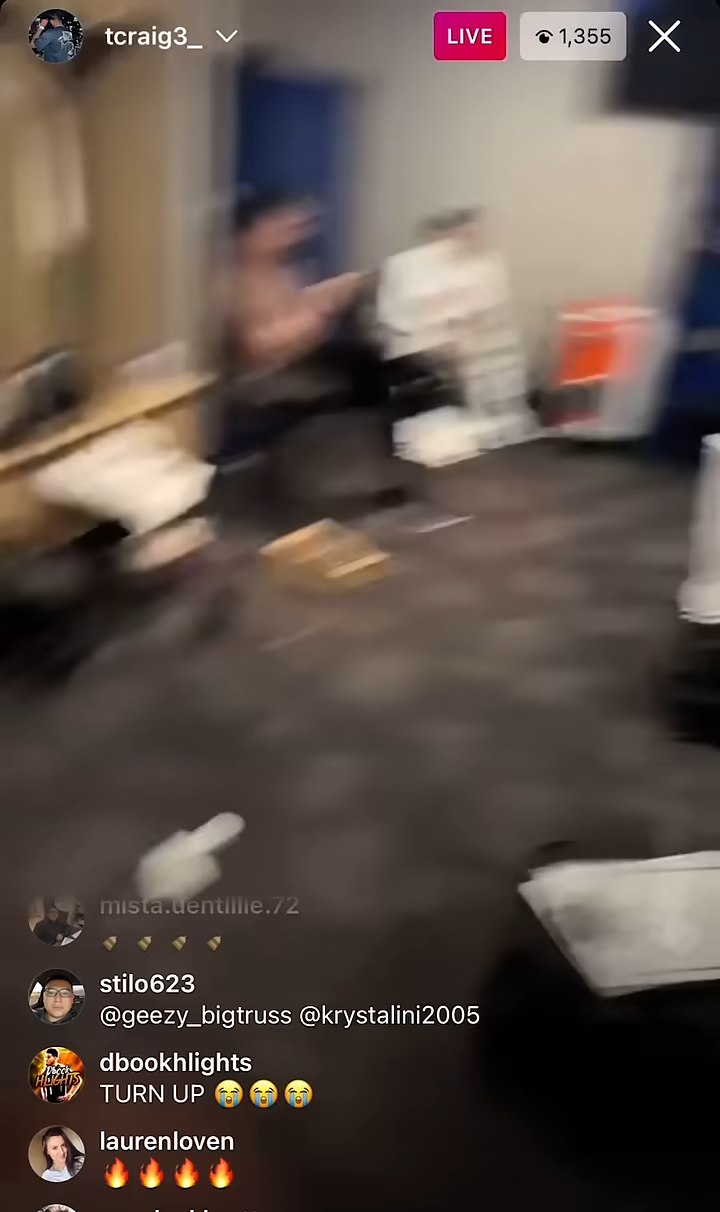 tcraig3_
LIVE
1,355
mista.dentillie.72
stilo623
@geezy_bigtruss @krystalini2005
dbookhlights
TURN UP 😭😭😭
laurenloven
🔥🔥🔥🔥